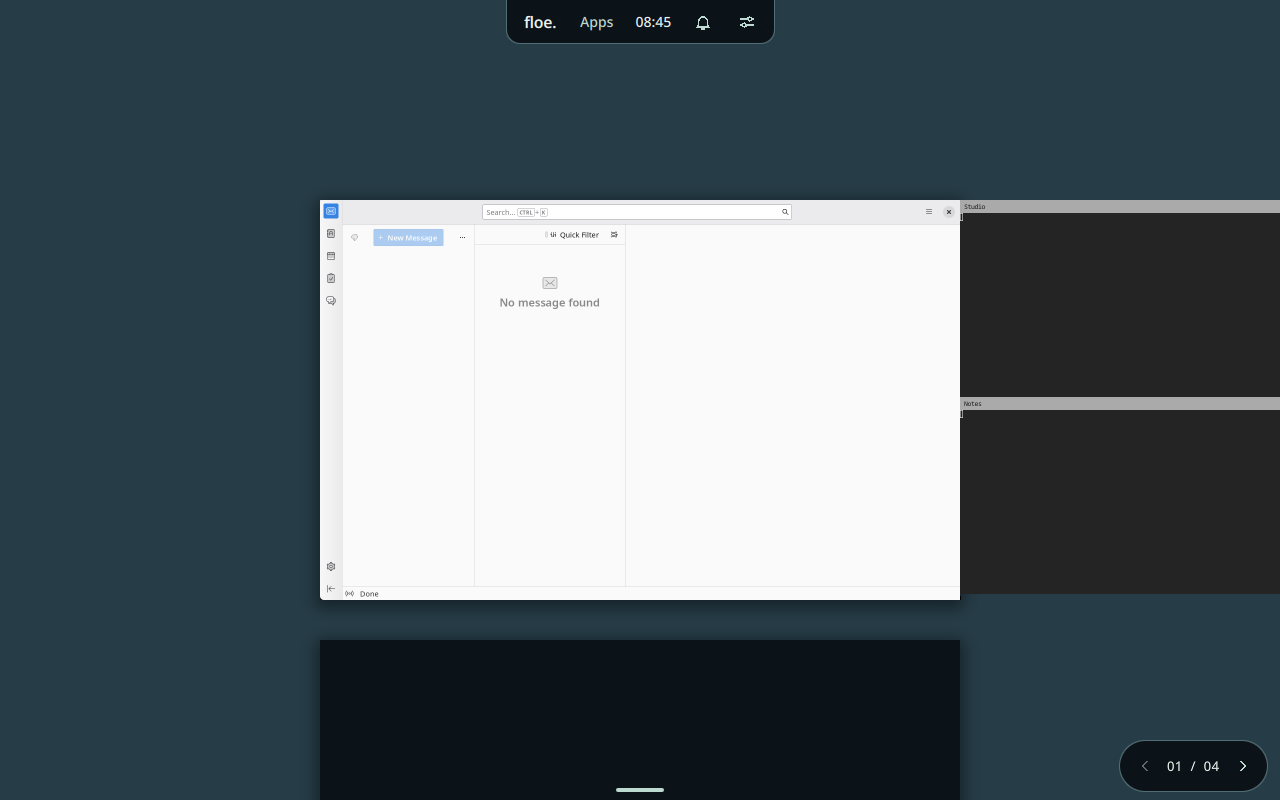 floe. Apps 08:45
Search... CTRL + K
Studio
+ New Message
Quick Filter
No message found
Notes
Done
01 / 04